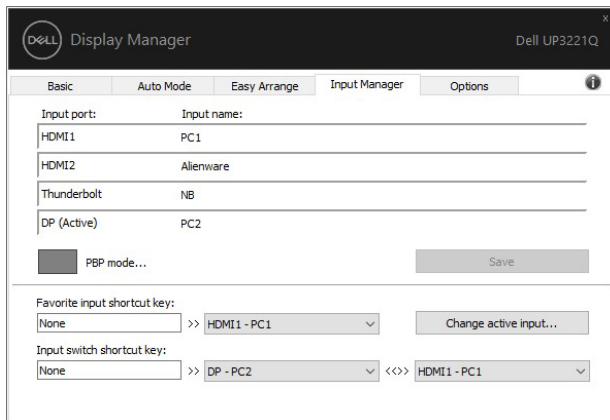 DELL Display Manager Dell UP3221Q x
Basic Auto Mode Easy Arrange Input Manager Options i
Input port: Input name:
HDMI1 PC1
HDMI2 Alienware
Thunderbolt NB
DP (Active) PC2
PBP mode... Save
Favorite input shortcut key:
None >> HDMI1 - PC1 Change active input...
Input switch shortcut key:
None >> DP - PC2 <<>> HDMI1 - PC1